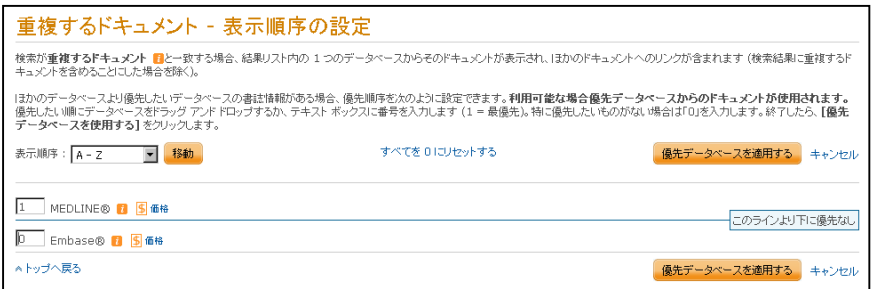 重複するドキュメント - 表示順序の設定
検索が重複するドキュメント i と一致する場合、結果リスト内の 1 つのデータベースからそのドキュメントが表示され、ほかのドキュメントへのリンクが含まれます (検索結果に重複するド
キュメントを含めることにした場合を除く)。
ほかのデータベースより優先したいデータベースの書誌情報がある場合、優先順序を次のように設定できます。利用可能な場合優先データベースからのドキュメントが使用されます。
優先したい順にデータベースをドラッグ アンド ドロップするか、テキスト ボックスに番号を入力します (1 = 最優先)。特に優先したいものがない場合は「0」を入力します。終了したら、[優先
データベースを使用する] をクリックします。
表示順序 : A - Z 移動 すべてを 0 にリセットする 優先データベースを適用する キャンセル
1 MEDLINE® i $ 価格
このラインより下に優先なし
0 Embase® i $ 価格
トップへ戻る 優先データベースを適用する キャンセル